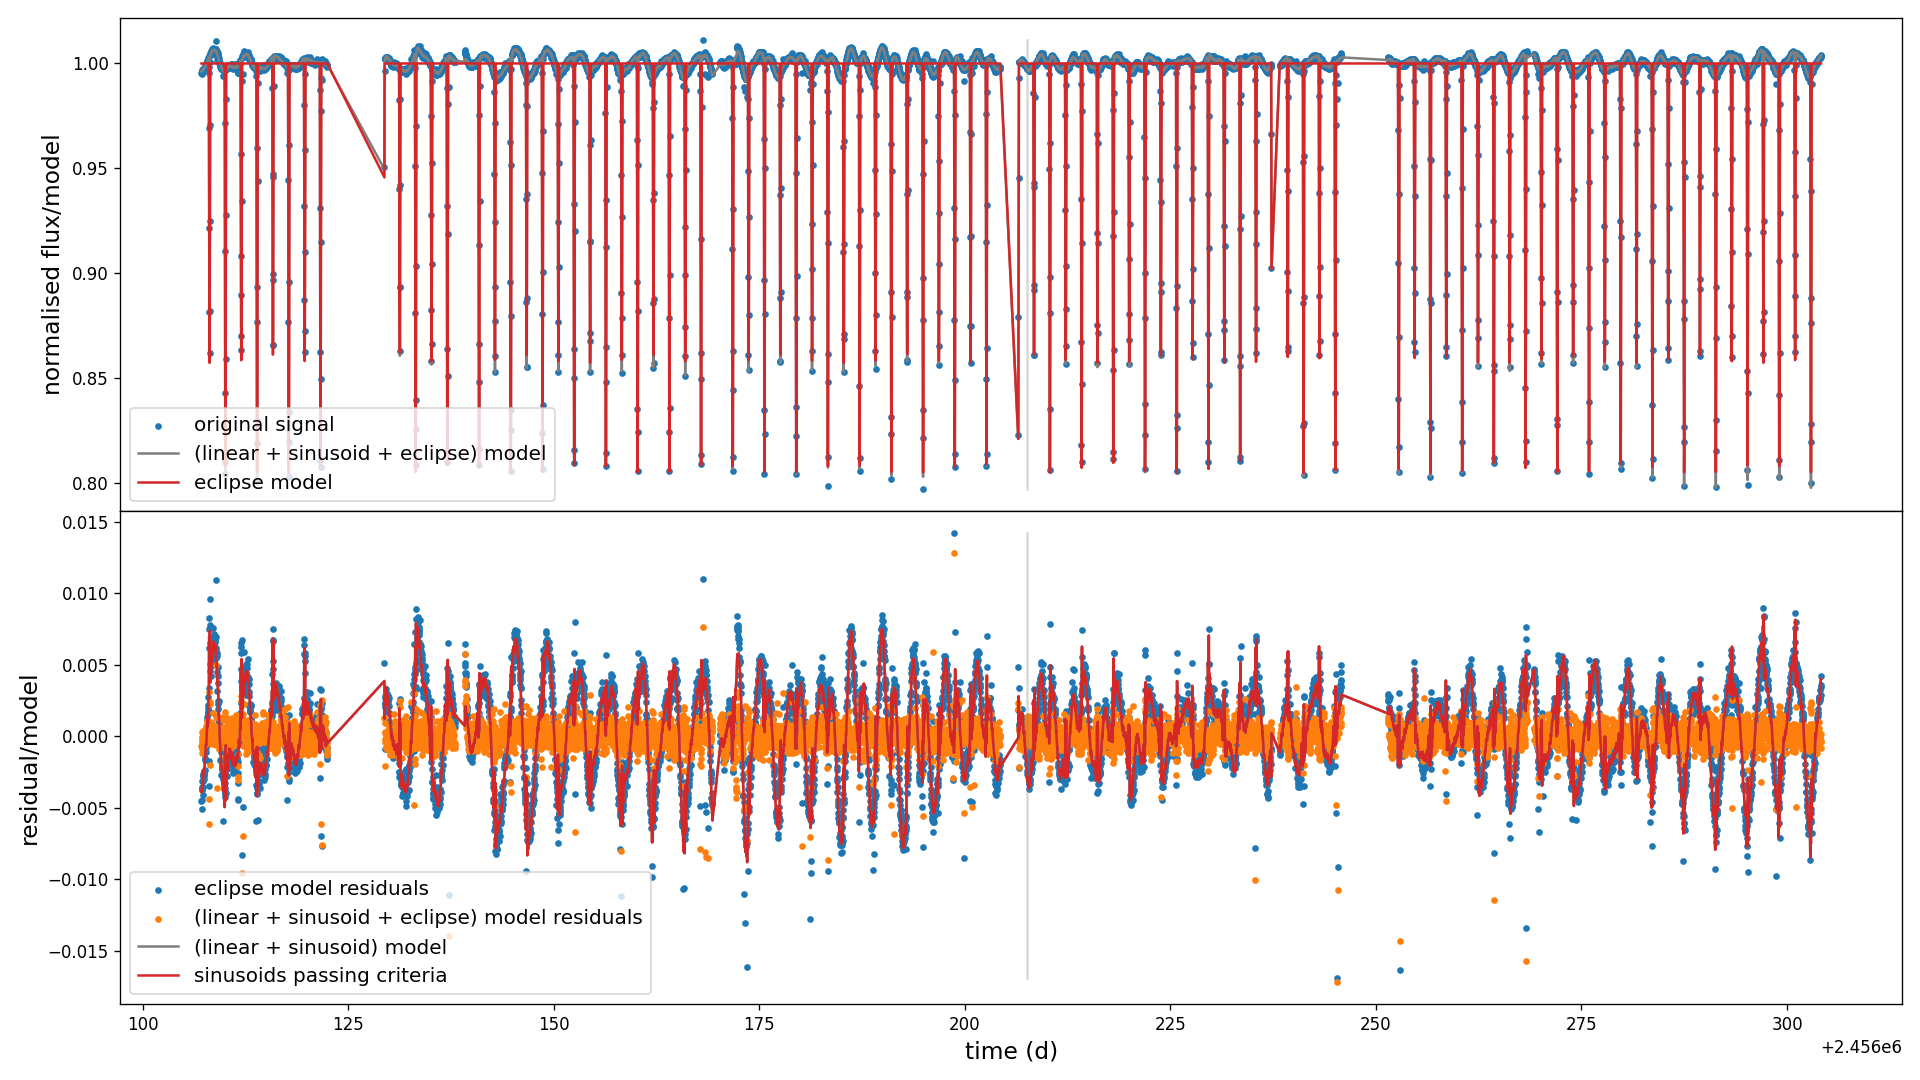 normalised flux/model
1.00
0.95
0.90
0.85
0.80
original signal
(linear + sinusoid + eclipse) model
eclipse model
residual/model
0.015
0.010
0.005
0.000
−0.005
−0.010
−0.015
eclipse model residuals
(linear + sinusoid + eclipse) model residuals
(linear + sinusoid) model
sinusoids passing criteria
100 125 150 175 200 225 250 275 300
time (d)
+2.456e6